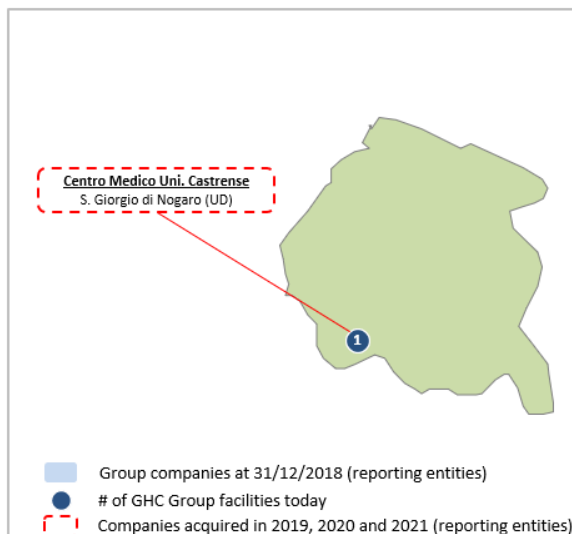 Centro Medico Uni. Castrense
S. Giorgio di Nogaro (UD)
1
Group companies at 31/12/2018 (reporting entities)
# of GHC Group facilities today
Companies acquired in 2019, 2020 and 2021 (reporting entities)